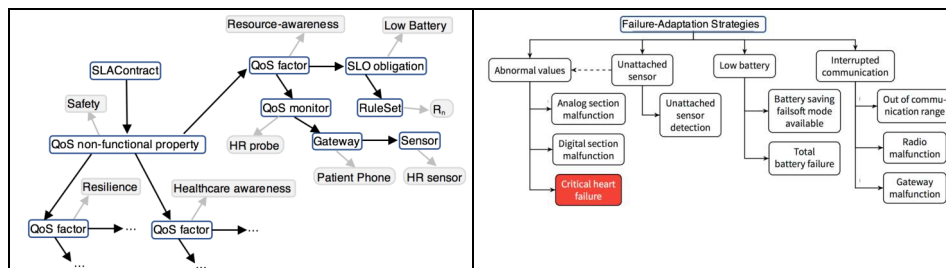 Resource-awareness
Low Battery
SLAContract
QoS factor
SLO obligation
Safety
QoS monitor
RuleSet
Rn
QoS non-functional property
HR probe
Gateway
Sensor
Resilience
Healthcare awareness
Patient Phone
HR sensor
QoS factor
...
QoS factor
...
...
...
Failure-Adaptation Strategies
Abnormal values
Unattached
sensor
Low battery
Interrupted
communication
Analog section
malfunction
Unattached
sensor
detection
Battery saving
failsoft mode
available
Out of commu-
nication range
Digital section
malfunction
Total
battery failure
Radio
malfunction
Critical heart
failure
Gateway
malfunction